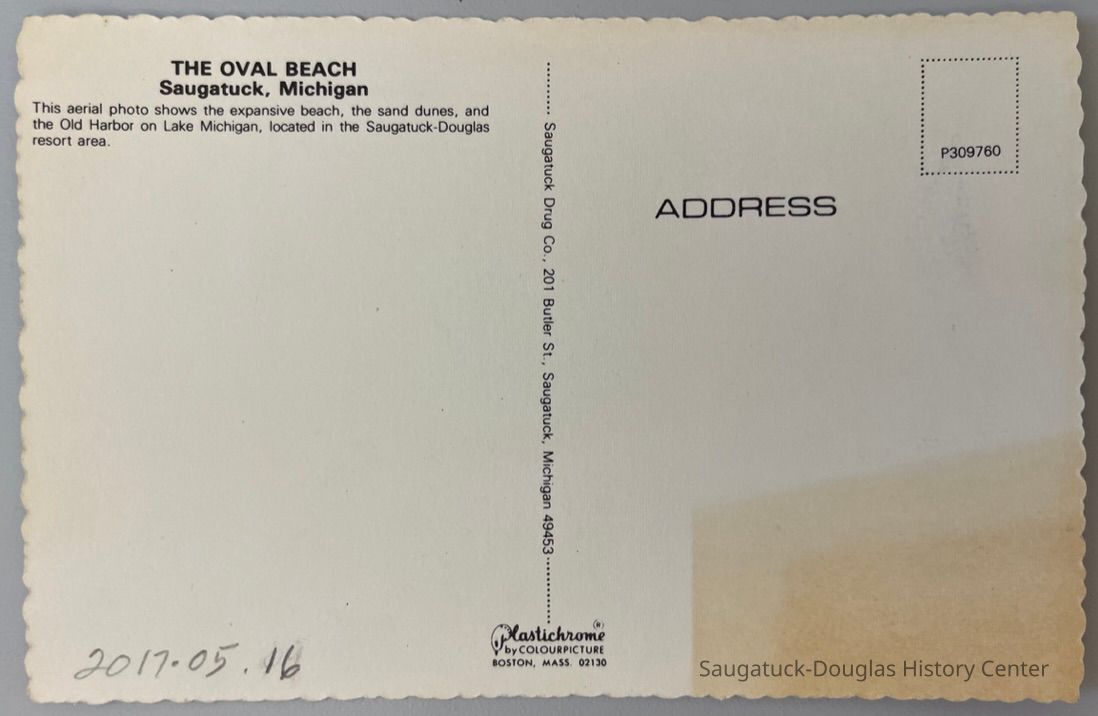 THE OVAL BEACH
Saugatuck, Michigan
This aerial photo shows the expansive beach, the sand dunes, and
the Old Harbor on Lake Michigan, located in the Saugatuck-Douglas
resort area.
Saugatuck Drug Co., 201 Butler St., Saugatuck, Michigan 49453
P309760
ADDRESS
Plastichrome ®
by COLOURPICTURE
BOSTON, MASS. 02130
2017.05.16
Saugatuck-Douglas History Center